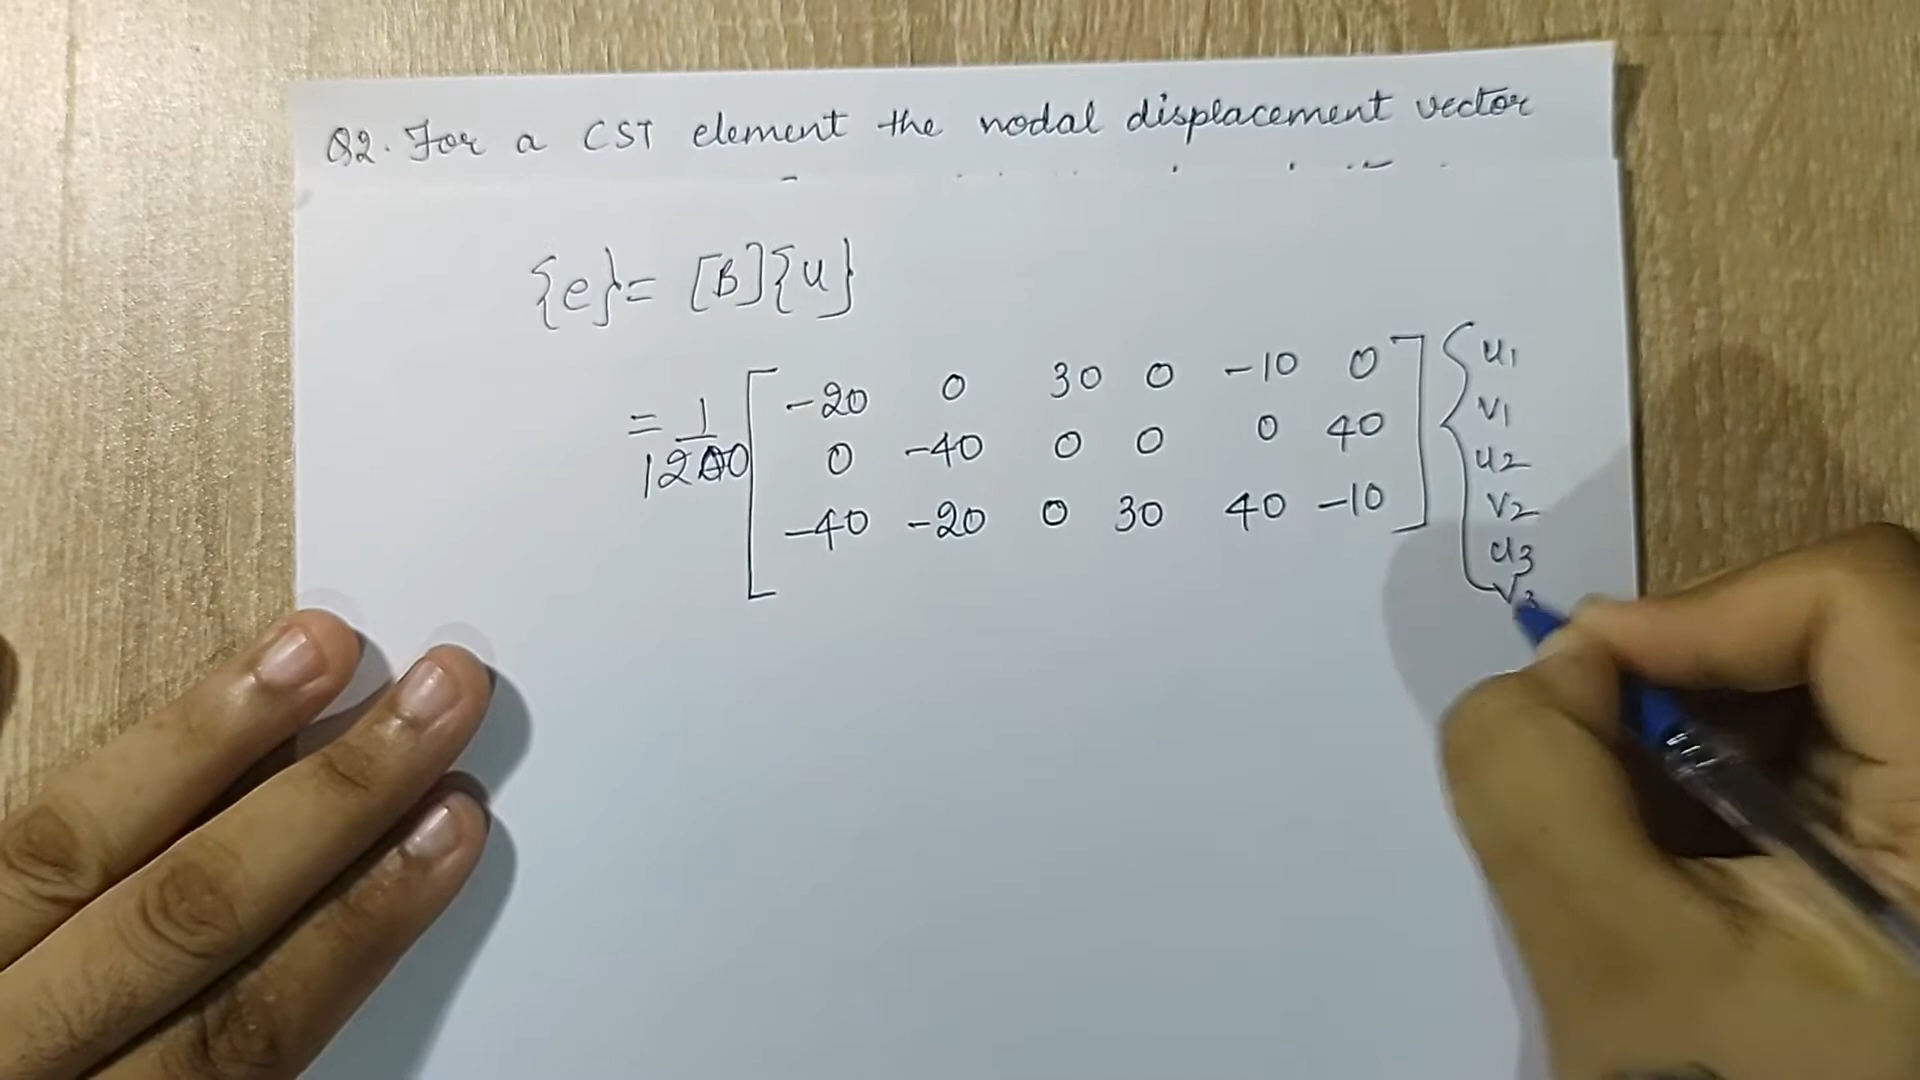 Q2. For a CST element the nodal displacement vector
{e} = [B]{u}
= 1/1200 [ -20 0 30 0 -10 0
0 -40 0 0 0 40
-40 -20 0 30 40 -10 ]
{ u1
v1
u2
v2
u3
v3